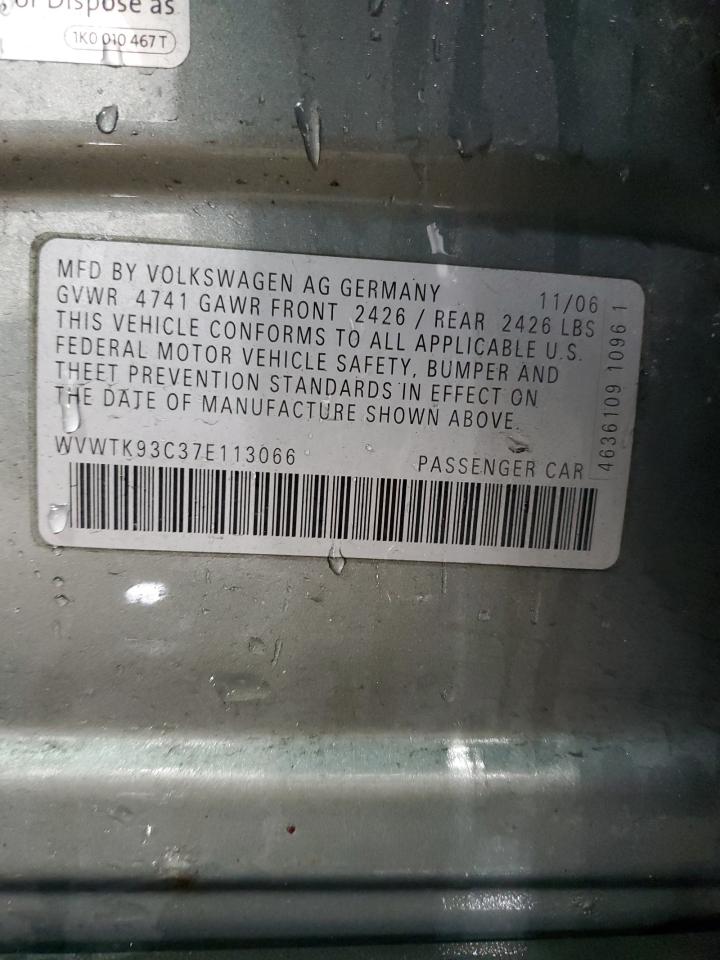 or Dispose as
1K0 010 467 T
MFD BY VOLKSWAGEN AG GERMANY 11/06
GVWR 4741 GAWR FRONT 2426 / REAR 2426 LBS
THIS VEHICLE CONFORMS TO ALL APPLICABLE U.S.
FEDERAL MOTOR VEHICLE SAFETY, BUMPER AND
THEFT PREVENTION STANDARDS IN EFFECT ON
THE DATE OF MANUFACTURE SHOWN ABOVE.
WVWTK93C37E113066 PASSENGER CAR
4636109 1096 1